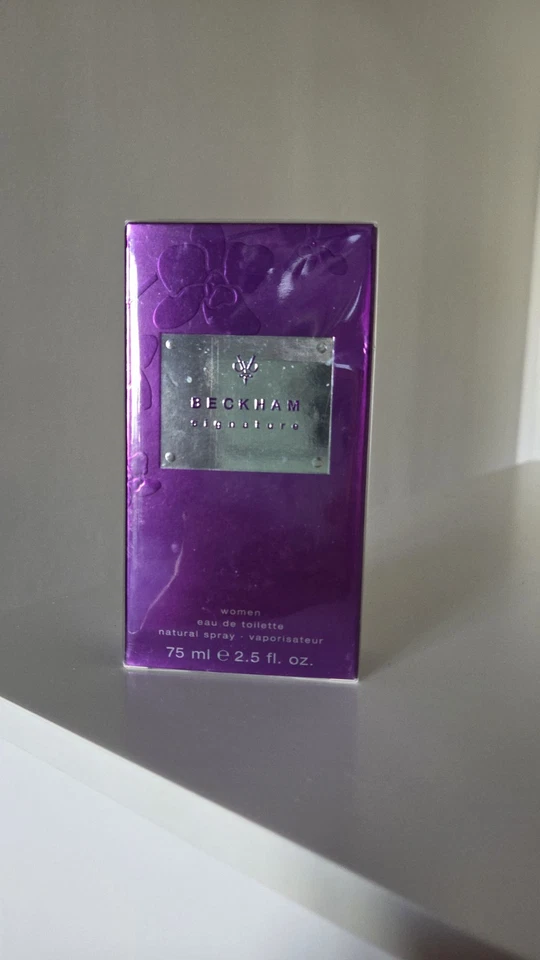 BECKHAM
signature
women
eau de toilette
natural spray - vaporisateur
75 ml ℮ 2.5 fl. oz.